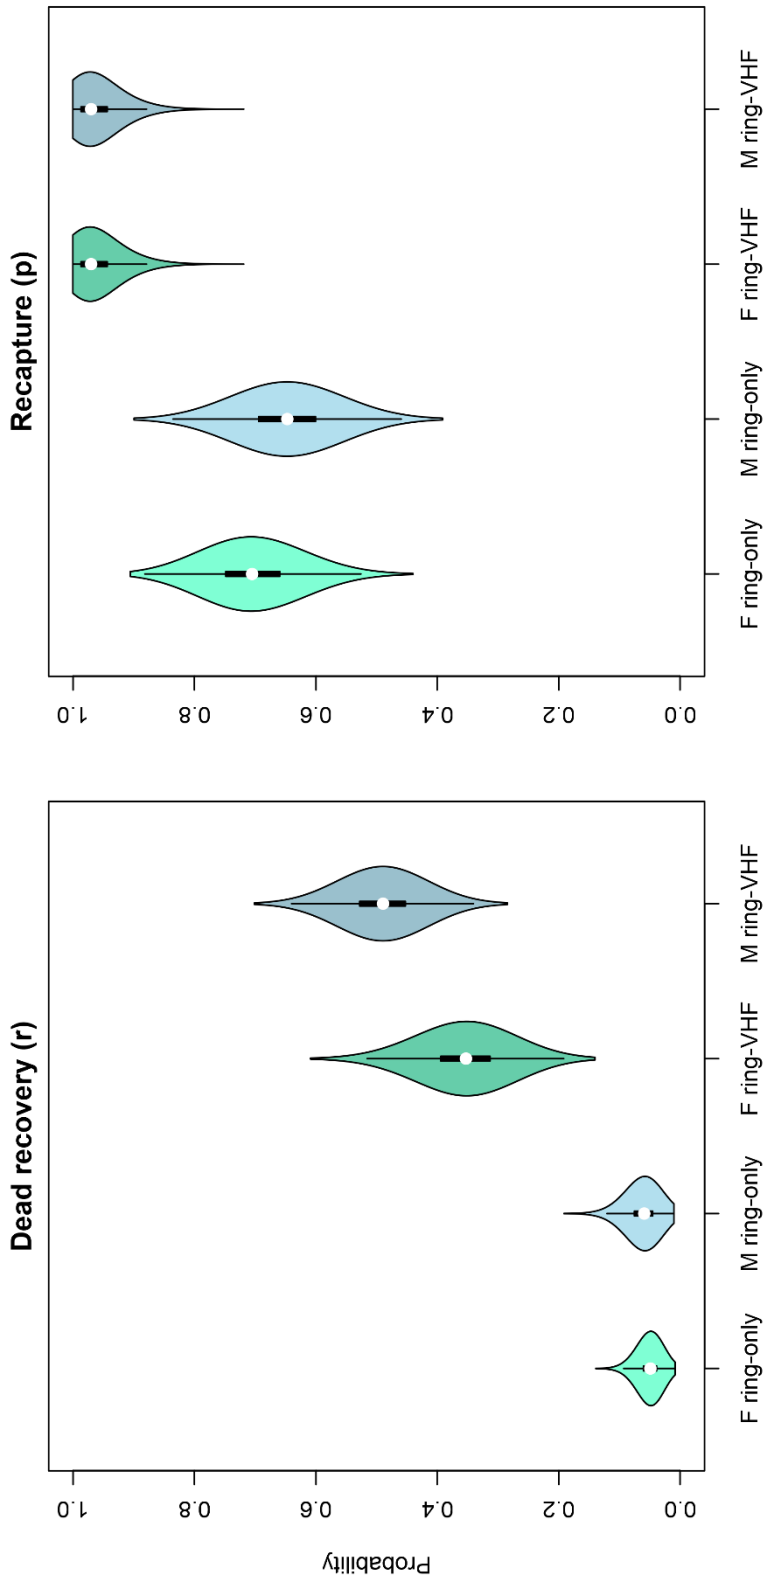 Dead recovery (r)
Probability
0.0
0.2
0.4
0.6
0.8
1.0
F ring-only
M ring-only
F ring-VHF
M ring-VHF
Recapture (p)
0.0
0.2
0.4
0.6
0.8
1.0
F ring-only
M ring-only
F ring-VHF
M ring-VHF